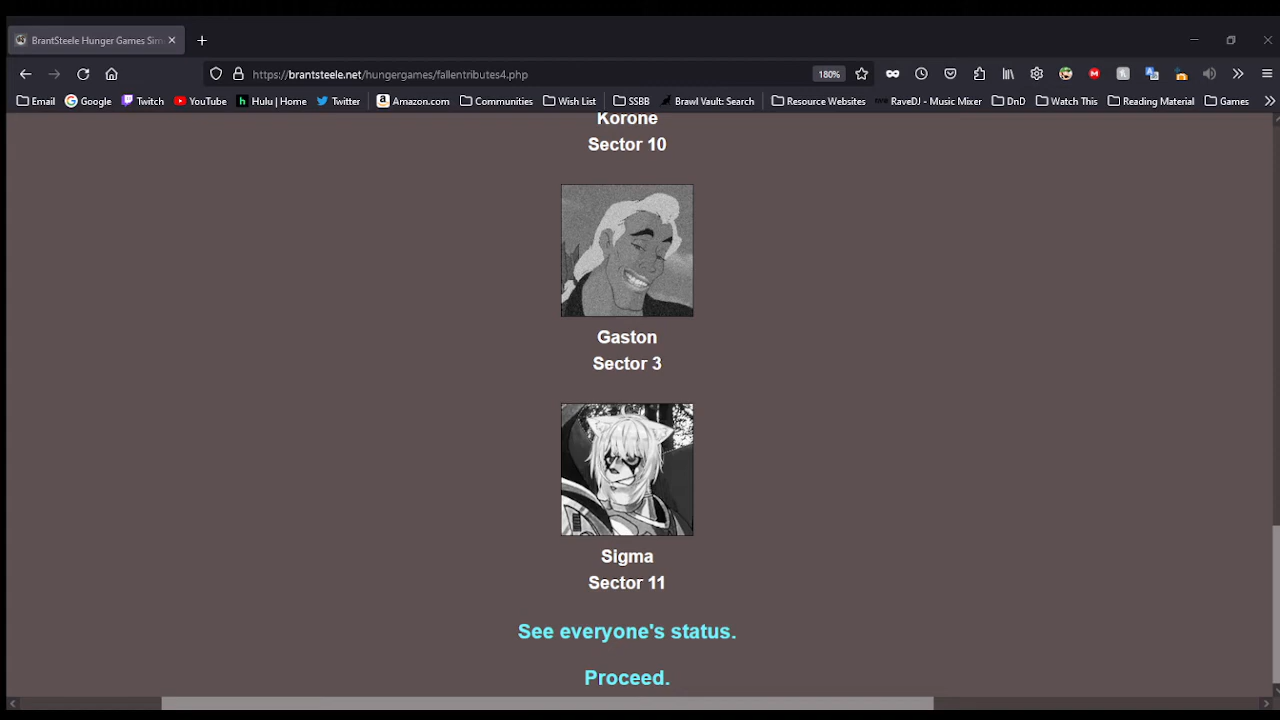 BrantSteele Hunger Games Sim
https://brantsteele.net/hungergames/fallentributes4.php
180%
Email
Google
Twitch
YouTube
Hulu | Home
Twitter
Amazon.com
Communities
Wish List
SSBB
Brawl Vault: Search
Resource Websites
RaveDJ - Music Mixer
DnD
Watch This
Reading Material
Games
Korone
Sector 10
Gaston
Sector 3
Sigma
Sector 11
See everyone's status.
Proceed.